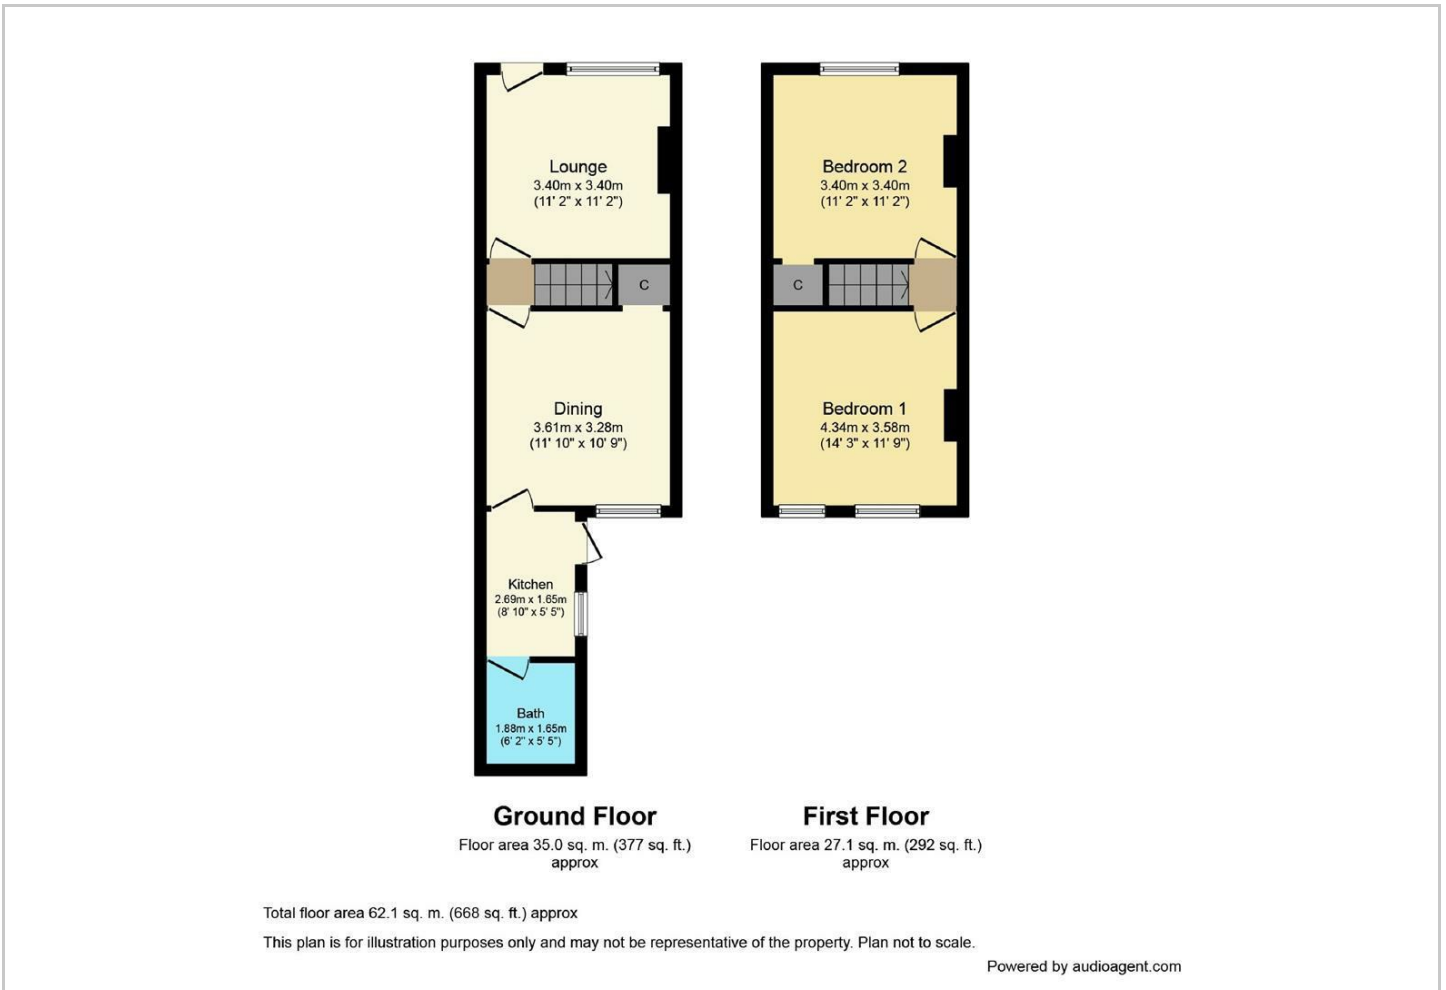 Lounge
3.40m x 3.40m
(11' 2" x 11' 2")
C
Dining
3.61m x 3.28m
(11' 10" x 10' 9")
Kitchen
2.69m x 1.65m
(8' 10" x 5' 5")
Bath
1.88m x 1.65m
(6' 2" x 5' 5")
Ground Floor
Floor area 35.0 sq. m. (377 sq. ft.)
approx
Bedroom 2
3.40m x 3.40m
(11' 2" x 11' 2")
C
Bedroom 1
4.34m x 3.58m
(14' 3" x 11' 9")
First Floor
Floor area 27.1 sq. m. (292 sq. ft.)
approx
Total floor area 62.1 sq. m. (668 sq. ft.) approx
This plan is for illustration purposes only and may not be representative of the property. Plan not to scale.
Powered by audioagent.com